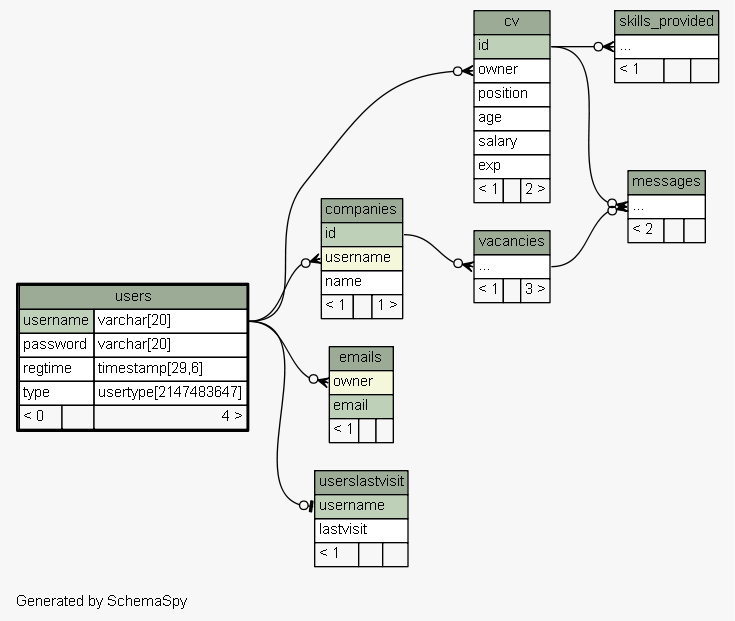 cv
id
owner
position
age
salary
exp
< 1 2 >
skills_provided
...
< 1
messages
...
< 2
companies
id
username
name
< 1 1 >
vacancies
...
< 1 3 >
users
username varchar[20]
password varchar[20]
regtime timestamp[29,6]
type usertype[2147483647]
< 0 4 >
emails
owner
email
< 1
userslastvisit
username
lastvisit
< 1
Generated by SchemaSpy